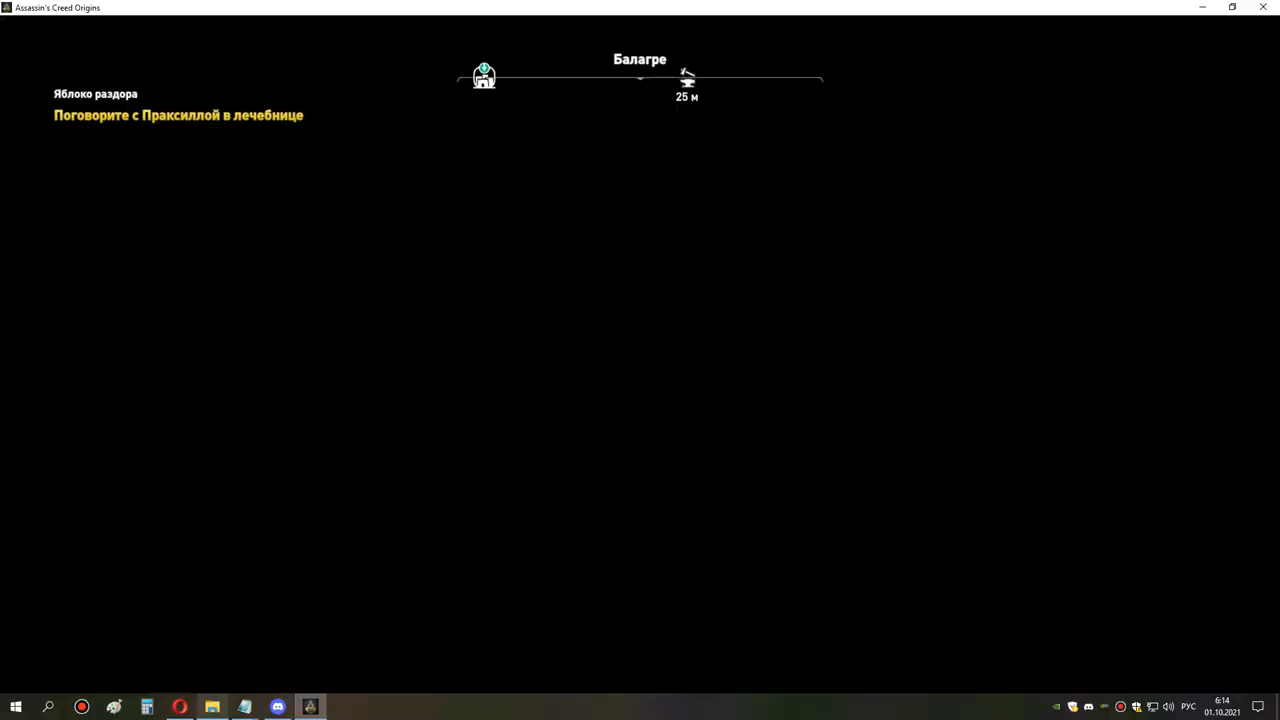 Assassin's Creed Origins
Балагре
25 м
Яблоко раздора
Поговорите с Праксиллой в лечебнице
РУС
6:14
01.10.2021